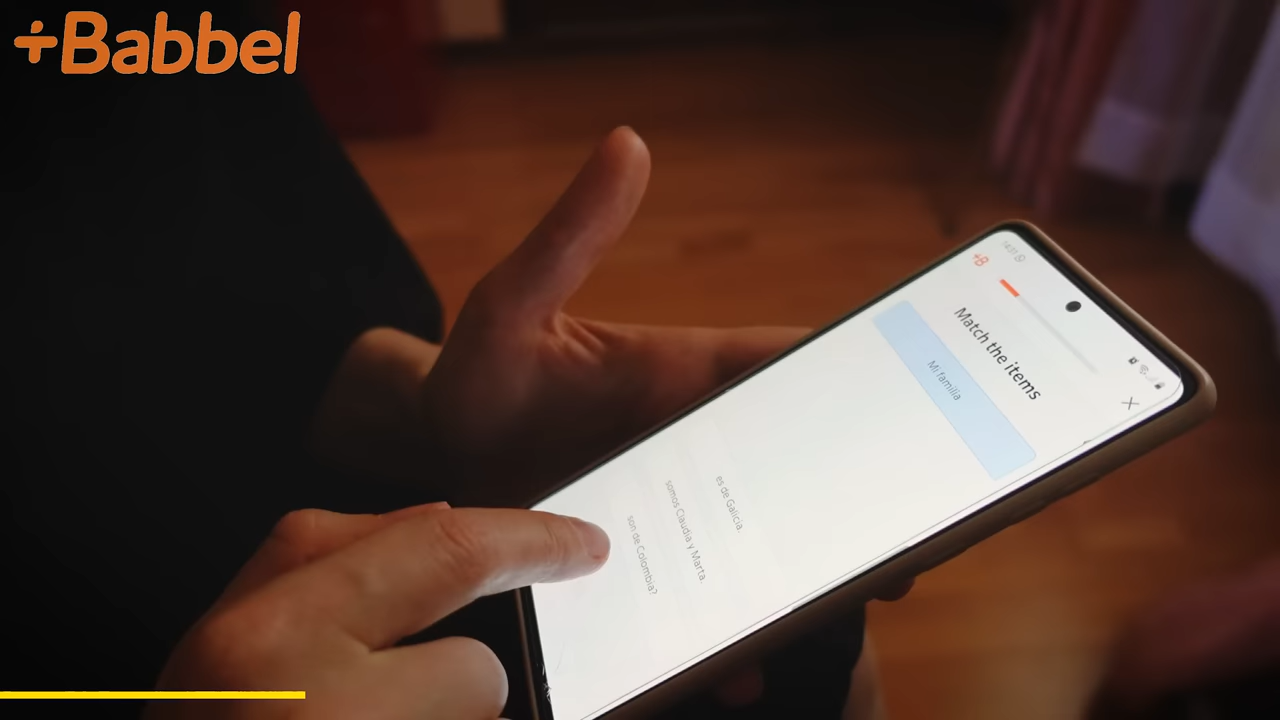 +Babbel
+B
Match the items
Mi familia
es de Galicia.
somos Claudia y Marta.
son de Colombia?